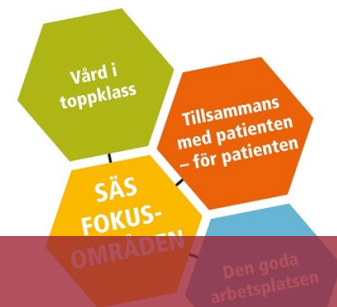 Vård i
toppklass
Tillsammans
med patienten
– för patienten
SÄS
FOKUS-
OMRÅDEN
Den goda
arbetsplatsen